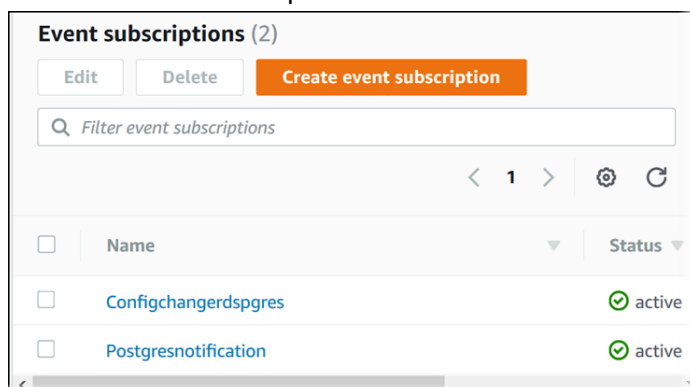 Event subscriptions (2)
Edit Delete Create event subscription
Filter event subscriptions
1
Name Status
Configchangerdspgres active
Postgresnotification active